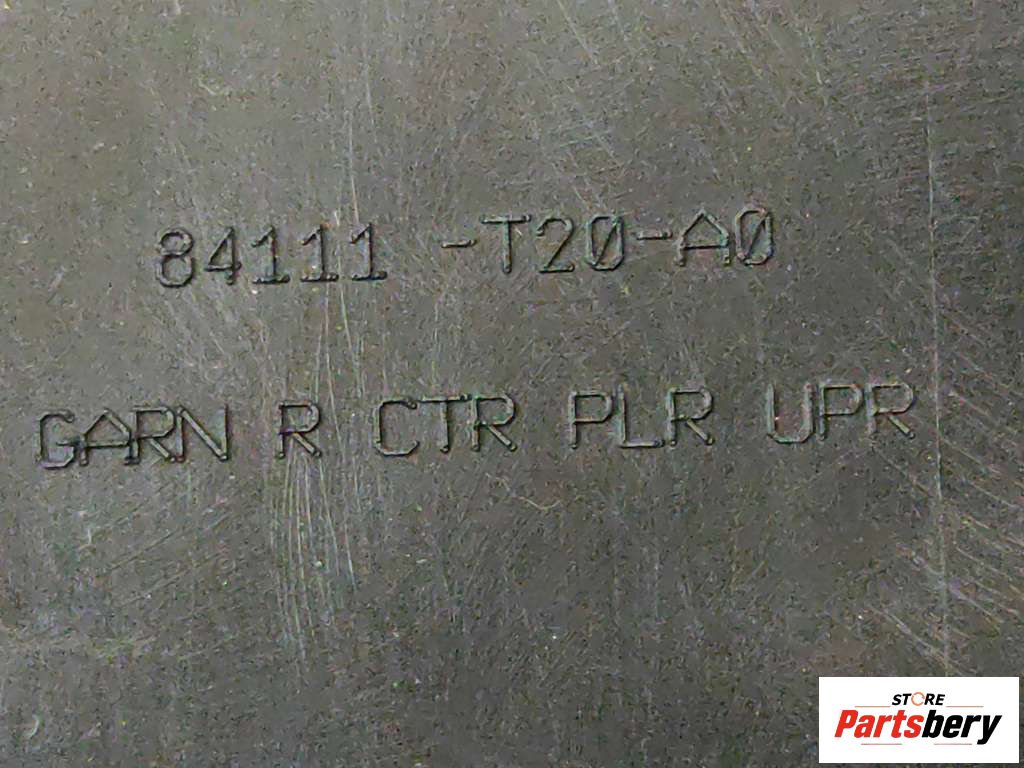 84111 -T20-A0
GARN R CTR PLR UPR
STORE
Partsbery